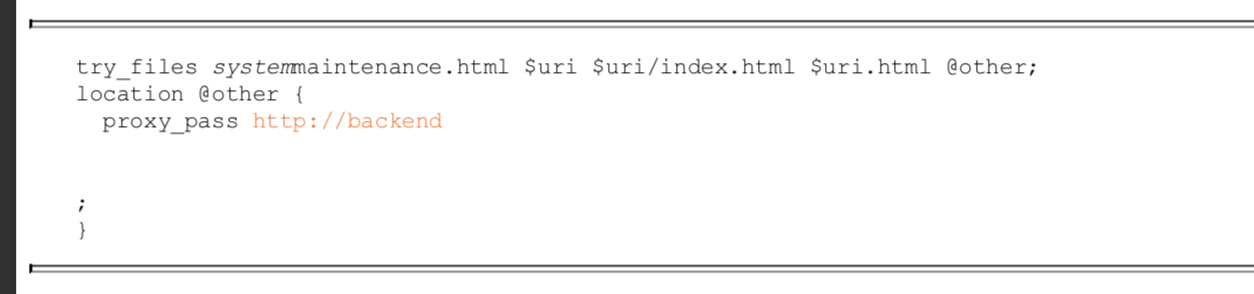 try_files systemmaintenance.html $uri $uri/index.html $uri.html @other;
location @other {
proxy_pass http://backend
;
}